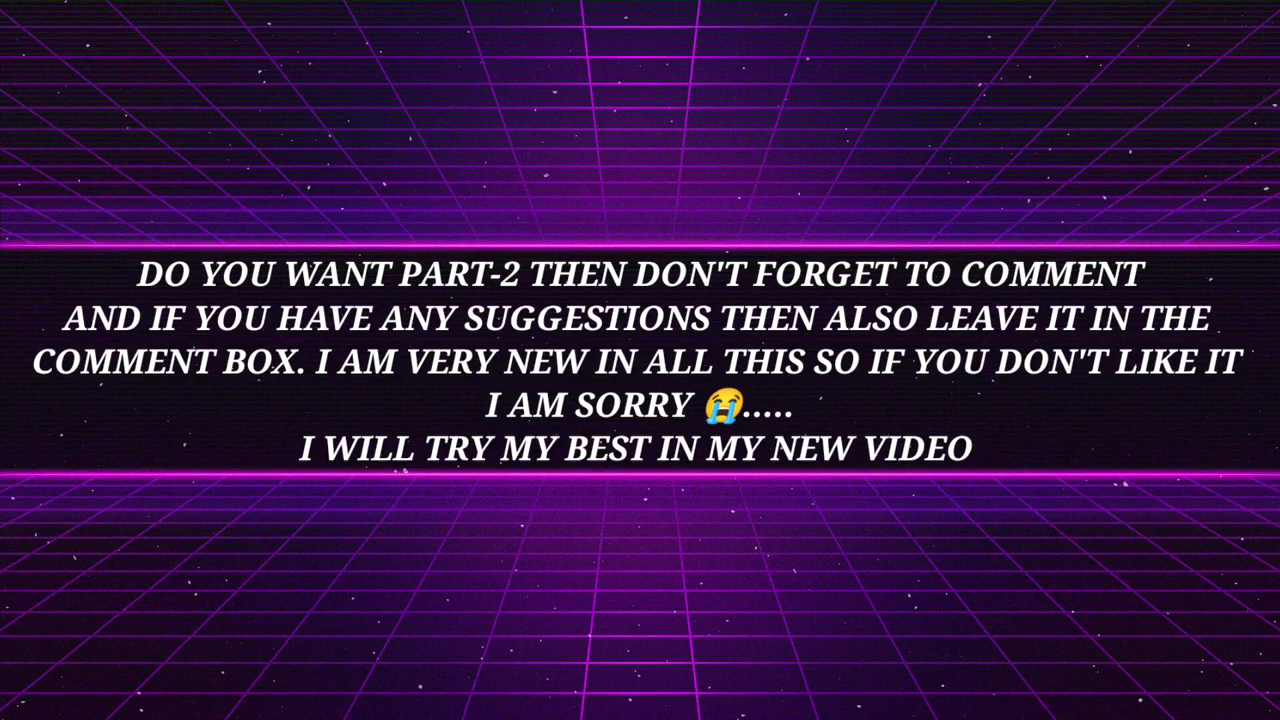 DO YOU WANT PART-2 THEN DON'T FORGET TO COMMENT
AND IF YOU HAVE ANY SUGGESTIONS THEN ALSO LEAVE IT IN THE
COMMENT BOX. I AM VERY NEW IN ALL THIS SO IF YOU DON'T LIKE IT
I AM SORRY 😭.....
I WILL TRY MY BEST IN MY NEW VIDEO